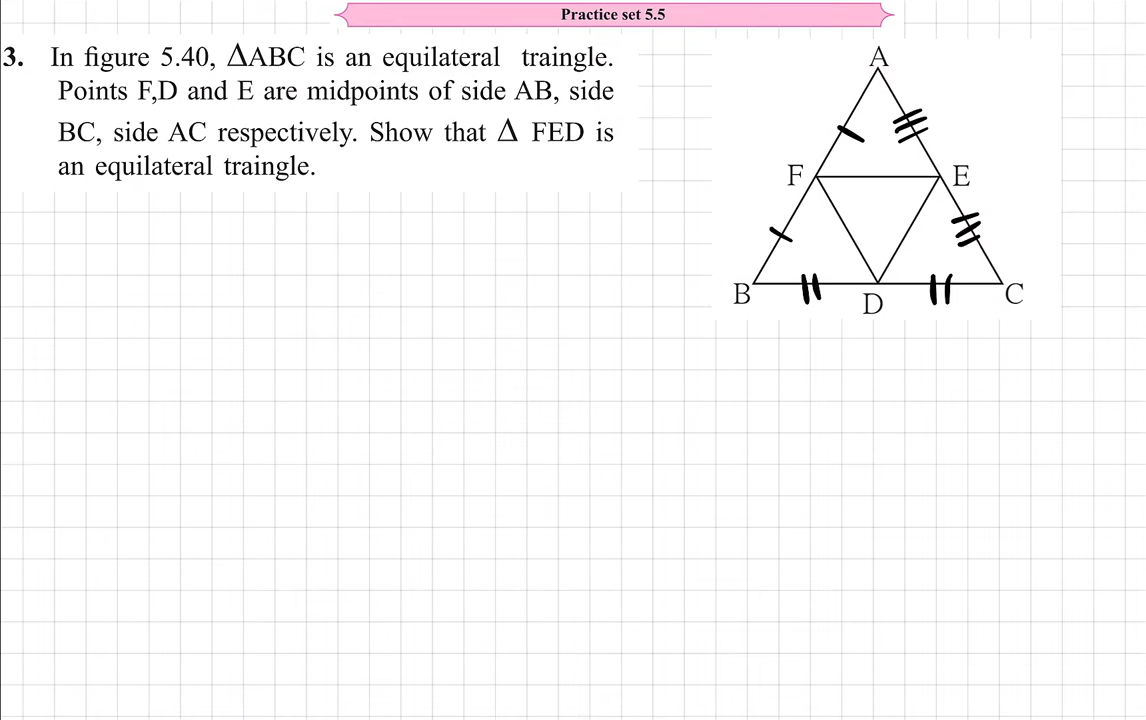 Practice set 5.5
3. In figure 5.40, ΔABC is an equilateral traingle.
Points F,D and E are midpoints of side AB, side
BC, side AC respectively. Show that Δ FED is
an equilateral traingle.
A
F
E
B
D
C